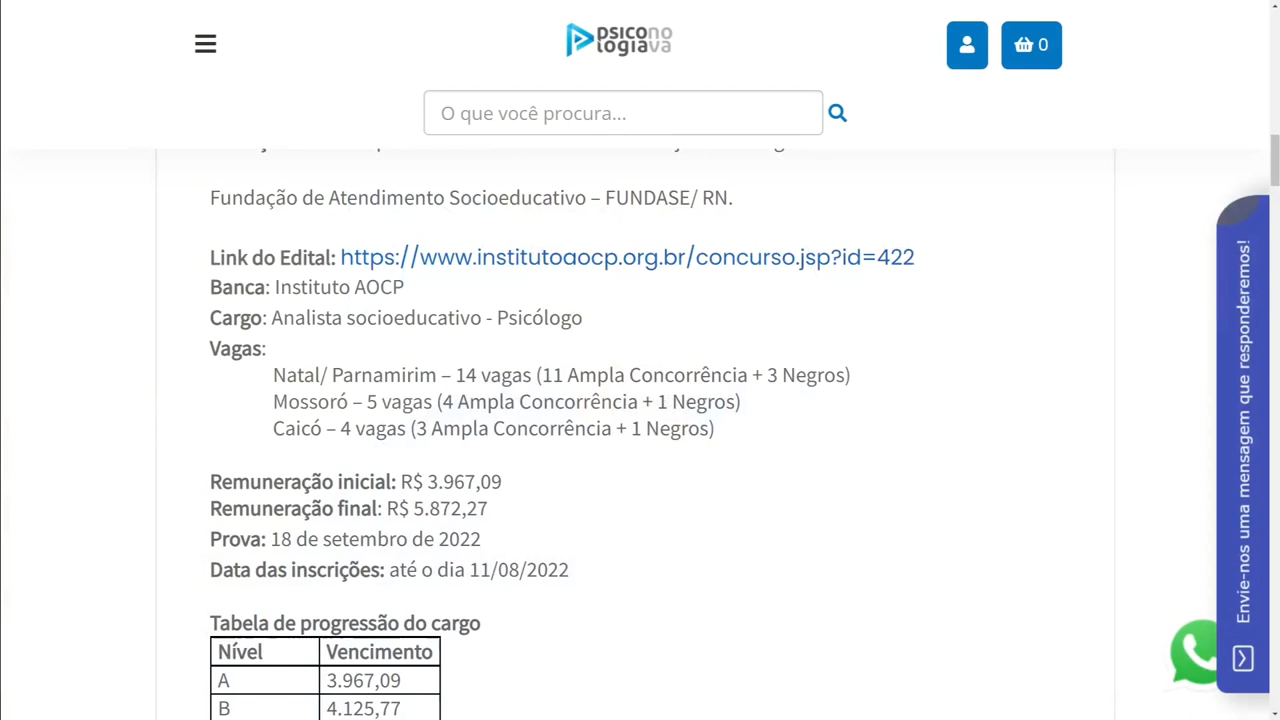 psicono
logiava
0
O que você procura...
Fundação de Atendimento Socioeducativo – FUNDASE/ RN.
Link do Edital: https://www.institutoaocp.org.br/concurso.jsp?id=422
Banca: Instituto AOCP
Cargo: Analista socioeducativo - Psicólogo
Vagas:
Natal/ Parnamirim – 14 vagas (11 Ampla Concorrência + 3 Negros)
Mossoró – 5 vagas (4 Ampla Concorrência + 1 Negros)
Caicó – 4 vagas (3 Ampla Concorrência + 1 Negros)
Remuneração inicial: R$ 3.967,09
Remuneração final: R$ 5.872,27
Prova: 18 de setembro de 2022
Data das inscrições: até o dia 11/08/2022
Tabela de progressão do cargo
Nível Vencimento
A 3.967,09
B 4.125,77
Envie-nos uma mensagem que responderemos!